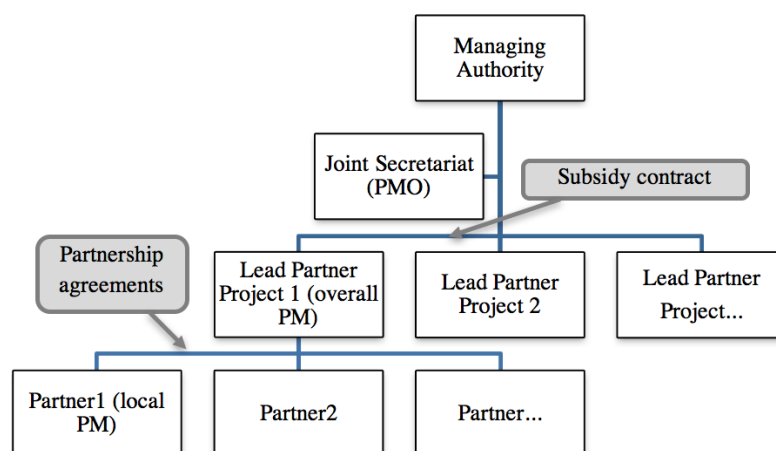 Managing
Authority
Joint Secretariat
(PMO)
Subsidy contract
Partnership
agreements
Lead Partner
Project 1 (overall
PM)
Lead Partner
Project 2
Lead Partner
Project...
Partner1 (local
PM)
Partner2
Partner...